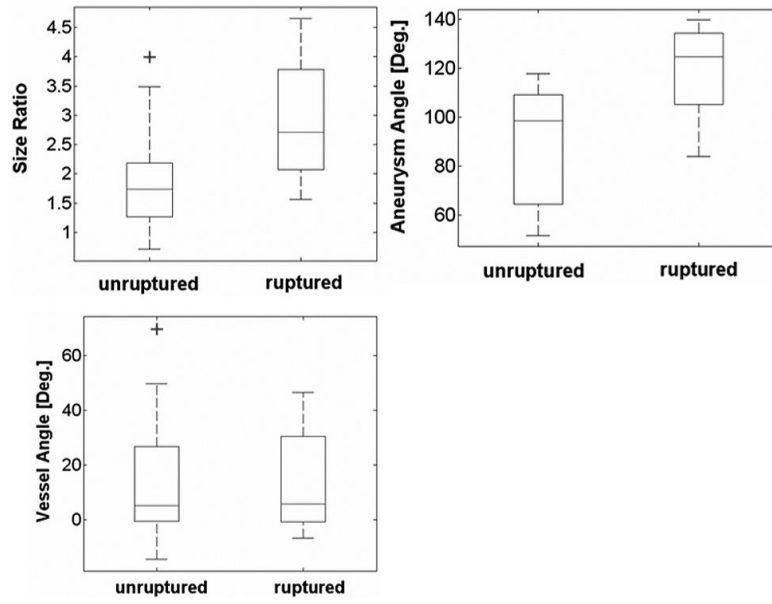 Size Ratio
4.5
4
3.5
3
2.5
2
1.5
1
unruptured
ruptured
Aneurysm Angle [Deg.]
140
120
100
80
60
unruptured
ruptured
Vessel Angle [Deg.]
60
40
20
0
unruptured
ruptured